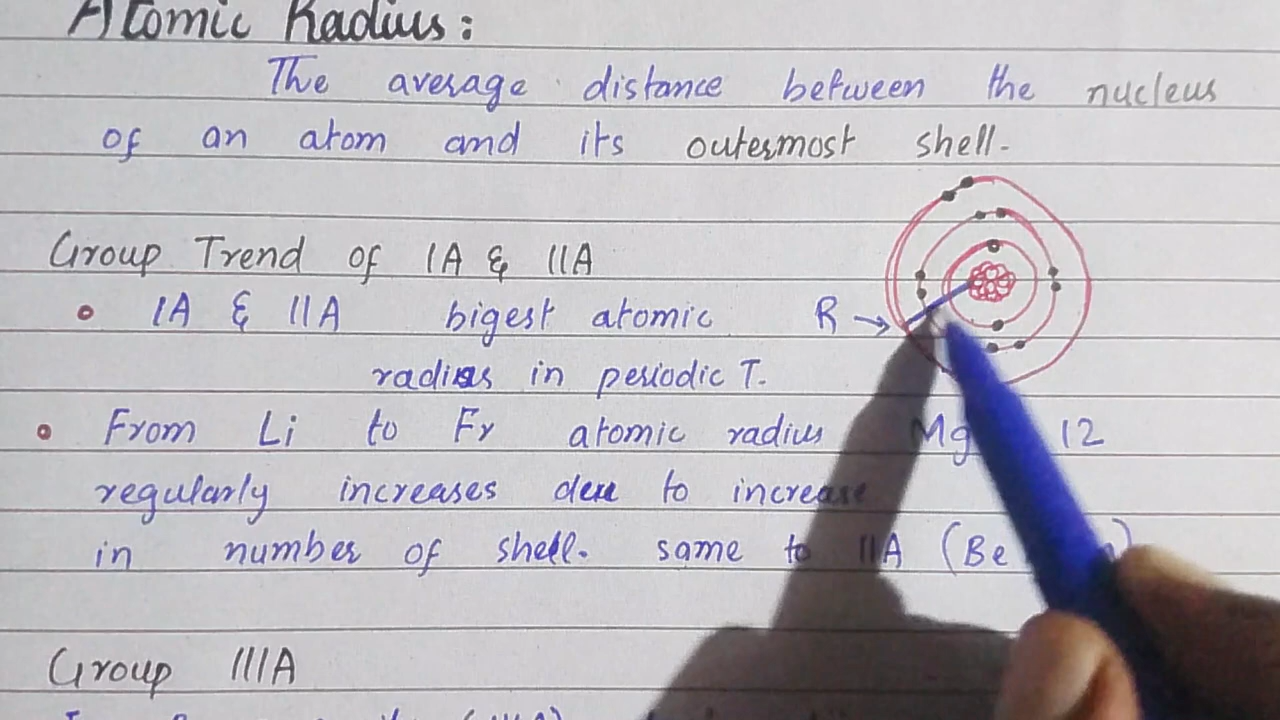 Atomic Radius:
The average distance between the nucleus
of an atom and its outermost shell.
Group Trend of IA & IIA
IA & IIA bigest atomic
R →
radius in periodic T.
From Li to Fr atomic radius
Mg 12
regularly increases due to increase
in number of shell. same to IIA (Be
Group IIIA